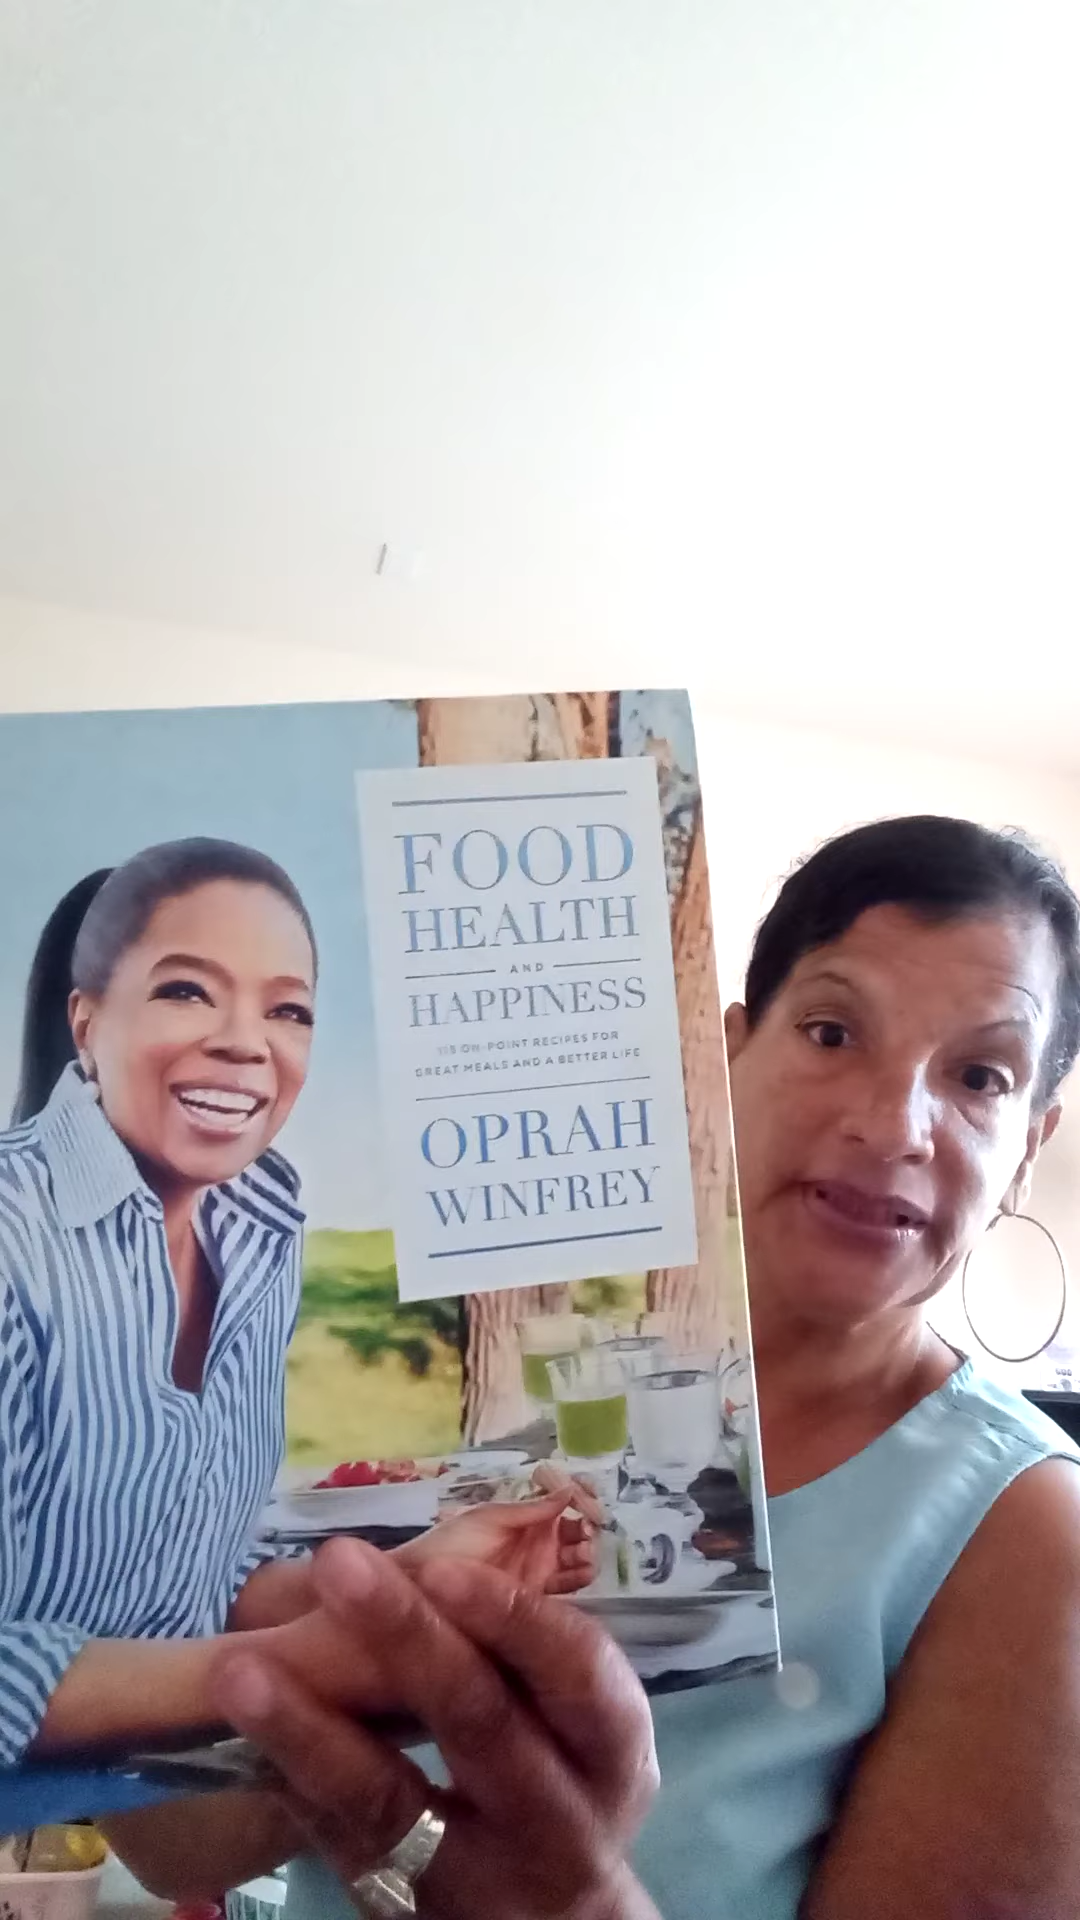 FOOD
HEALTH
AND
HAPPINESS
115 ON-POINT RECIPES FOR
GREAT MEALS AND A BETTER LIFE
OPRAH
WINFREY